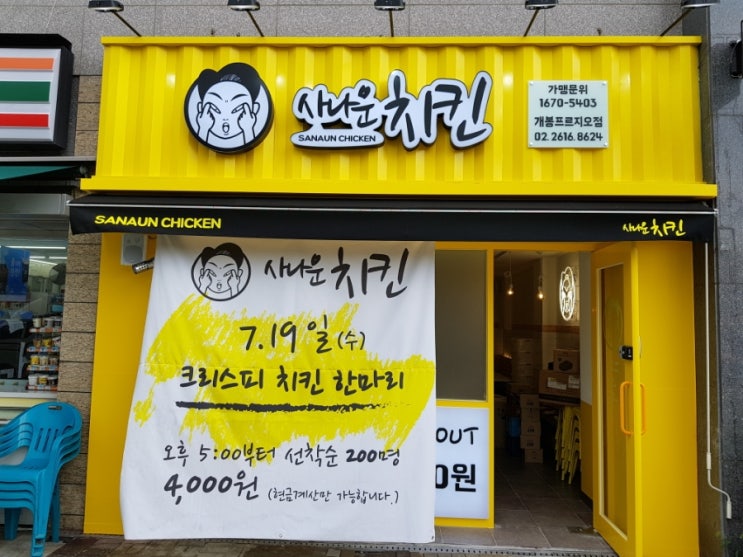 사나운 치킨
SANAUN CHICKEN
가맹문위
1670-5403
개봉프르지오점
02.2616.8624
SANAUN CHICKEN
사나운 치킨
사나운 치킨
7.19일(수)
크리스피 치킨 한마리
오후 5:00부터 선착순 200명
4,000원 (현금계산만 가능합니다.)
OUT
0원